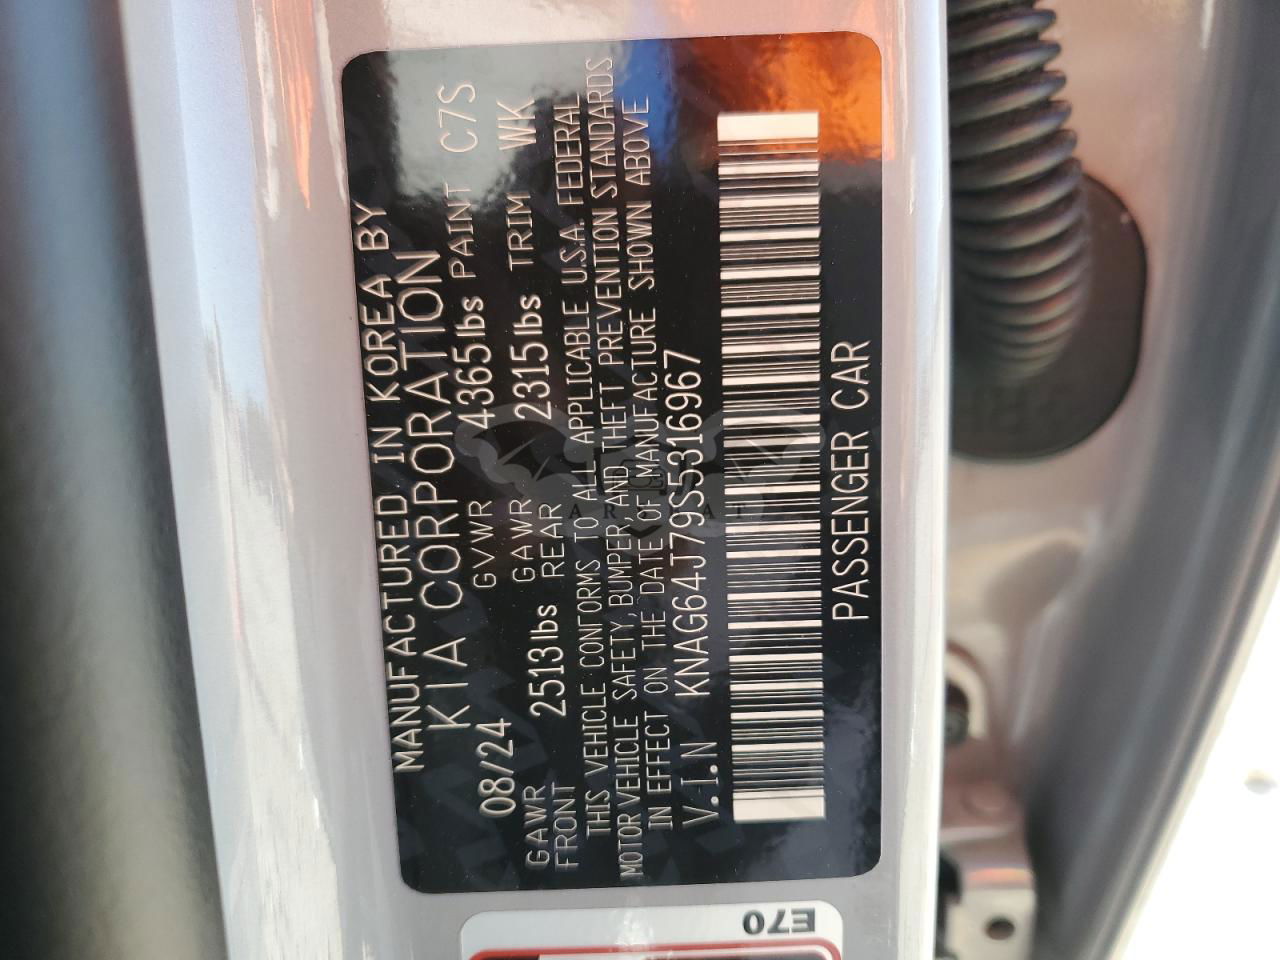 MANUFACTURED IN KOREA BY
KIA CORPORATION
08/24 GVWR 4365lbs PAINT C7S
GAWR FRONT 2513lbs GAWR REAR 2315lbs TRIM WK
THIS VEHICLE CONFORMS TO ALL APPLICABLE U.S.A. FEDERAL
MOTOR VEHICLE SAFETY, BUMPER, AND THEFT PREVENTION STANDARDS
IN EFFECT ON THE DATE OF MANUFACTURE SHOWN ABOVE
V.I.N KNAG64J79S5316967
PASSENGER CAR
E70